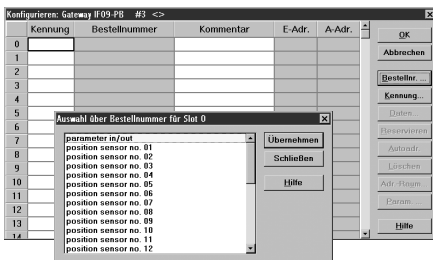 Konfigurieren: Gateway IF09-PB #3 <>
Kennung Bestellnummer Kommentar E-Adr. A-Adr.
0
1
2
3
4
5
6
7
8
9
10
11
12
13
14
OK
Abbrechen
Bestellnr. ...
Kennung...
Daten...
Reservieren
Autoadr.
Löschen
Adr.-Raum...
Param. ...
Hilfe
Auswahl über Bestellnummer für Slot 0
parameter in/out
position sensor no. 01
position sensor no. 02
position sensor no. 03
position sensor no. 04
position sensor no. 05
position sensor no. 06
position sensor no. 07
position sensor no. 08
position sensor no. 09
position sensor no. 10
position sensor no. 11
position sensor no. 12
Übernehmen
Schließen
Hilfe